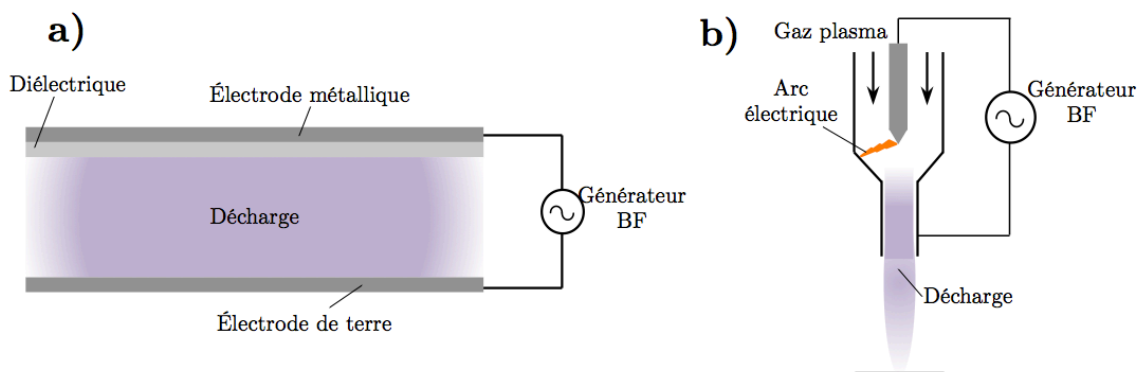 a)
Diélectrique
Électrode métallique
Décharge
Générateur
BF
Électrode de terre
b)
Gaz plasma
Arc
électrique
Générateur
BF
Décharge